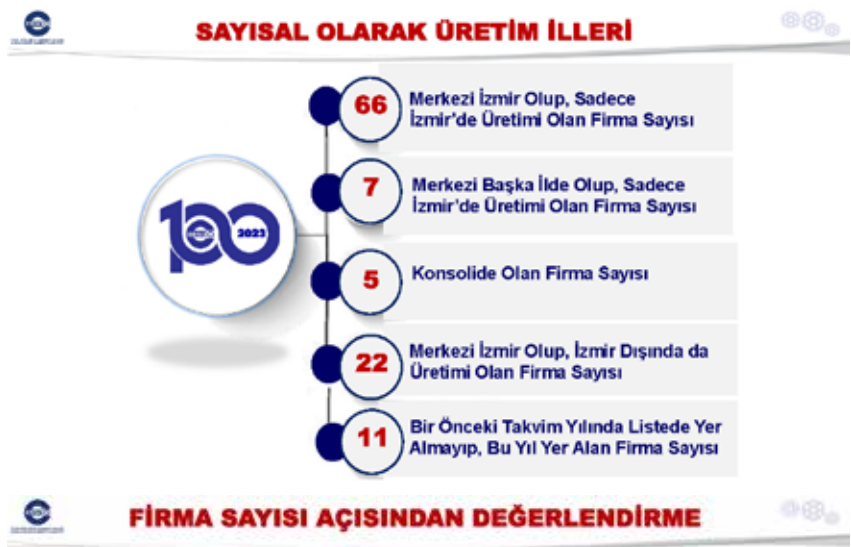 SAYISAL OLARAK ÜRETİM İLLERİ
66
Merkezi İzmir Olup, Sadece
İzmir'de Üretimi Olan Firma Sayısı
7
Merkezi Başka İlde Olup, Sadece
İzmir'de Üretimi Olan Firma Sayısı
100
2023
5
Konsolide Olan Firma Sayısı
22
Merkezi İzmir Olup, İzmir Dışında da
Üretimi Olan Firma Sayısı
11
Bir Önceki Takvim Yılında Listede Yer
Almayıp, Bu Yıl Yer Alan Firma Sayısı
FİRMA SAYISI AÇISINDAN DEĞERLENDİRME